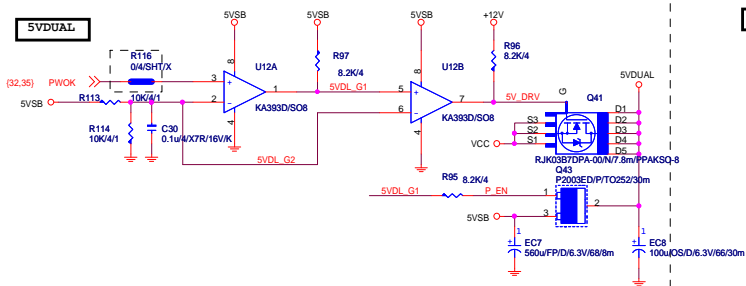 5VDUAL
5VSB
5VSB
+12V
R116
0/4/SHT/X
U12A
R97
8.2K/4
U12B
R96
8.2K/4
5VDUAL
{32,35} PWOK
3
8
1
5VDL_G1
5
8
7
5V_DRV
G
Q41
5VSB
R113
10K/4/1
2
KA393D/SO8
6
KA393D/SO8
D1
D2
D3
D4
D5
S3
S2
S1
VCC
R114
10K/4/1
C30
0.1u/4/X7R/16V/K
4
4
5VDL_G2
RJK03B7DPA-00/N/7.8m/PPAKSO-8
Q43
P2003ED/P/TO252/30m
5VDL_G1
R95
8.2K/4
P_EN
1
2
5VSB
3
1
EC7
560u/FP/D/6.3V/68/8m
1
EC8
100u/OS/D/6.3V/66/30m